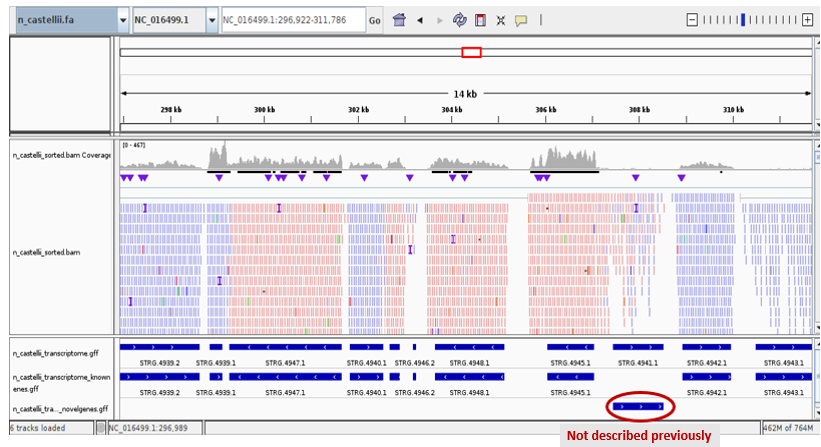 n_castellii.fa NC_016499.1 NC_016499.1:296,922-311,786 Go
14 kb
298 kb 300 kb 302 kb 304 kb 306 kb 308 kb 310 kb
n_castelli_sorted.bam Coverage [0 - 467]
n_castelli_sorted.bam
n_castelli_transcriptome.gff
STRG.4939.2 STRG.4939.1 STRG.4947.1 STRG.4940.1 STRG.4946.2 STRG.4948.1 STRG.4945.1 STRG.4941.1 STRG.4942.1 STRG.4943.1
n_castelli_transcriptome_known
enes.gff
STRG.4939.2 STRG.4939.1 STRG.4947.1 STRG.4940.1 STRG.4946.2 STRG.4948.1 STRG.4945.1 STRG.4942.1 STRG.4943.1
n_castelli_tra..._novelgenes.gff
6 tracks loaded NC_016499.1:296,989 462M of 764M
Not described previously